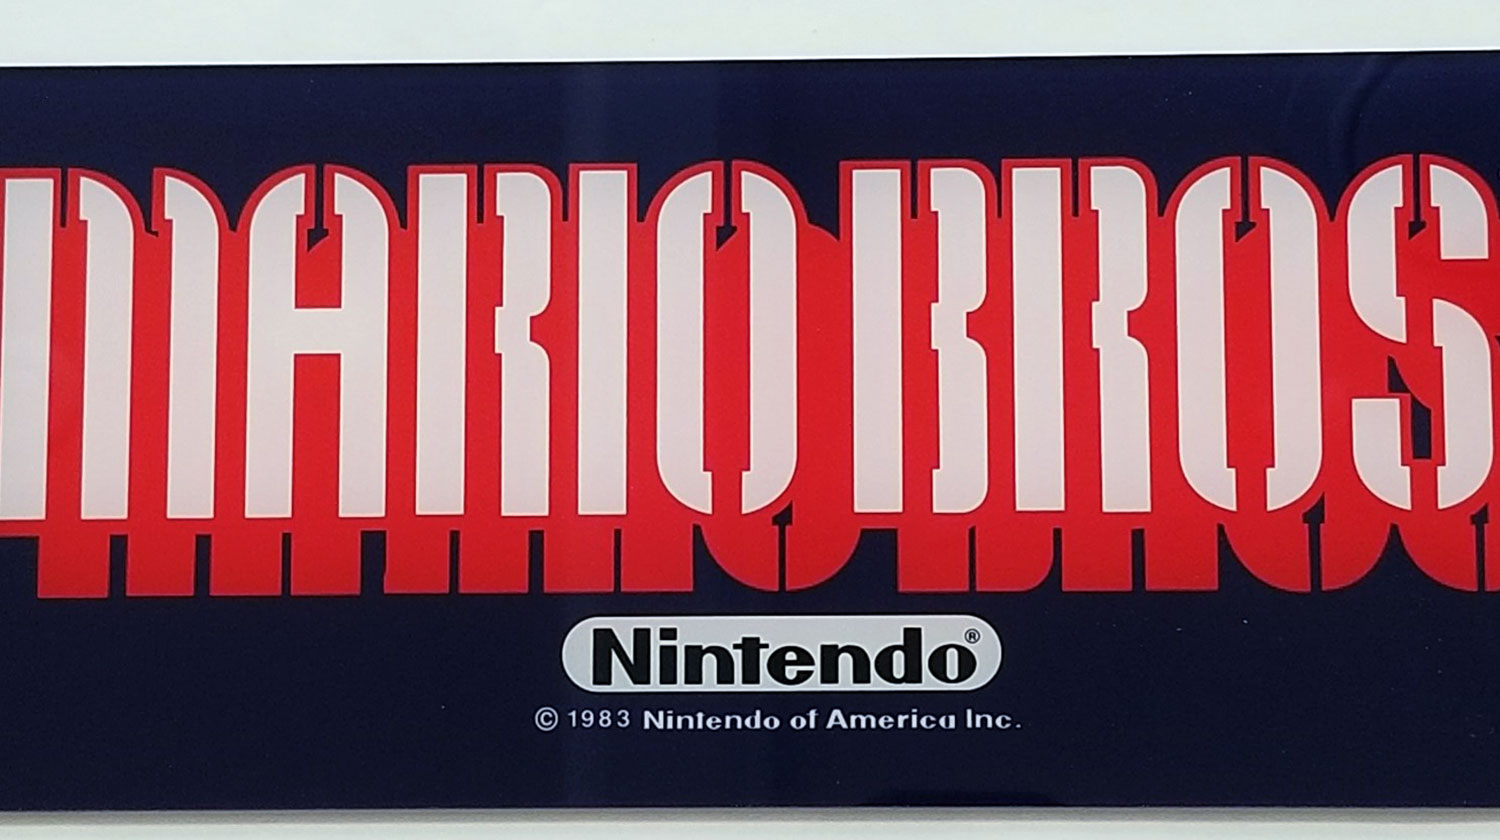 MARIO BROS
Nintendo®
© 1983 Nintendo of America Inc.